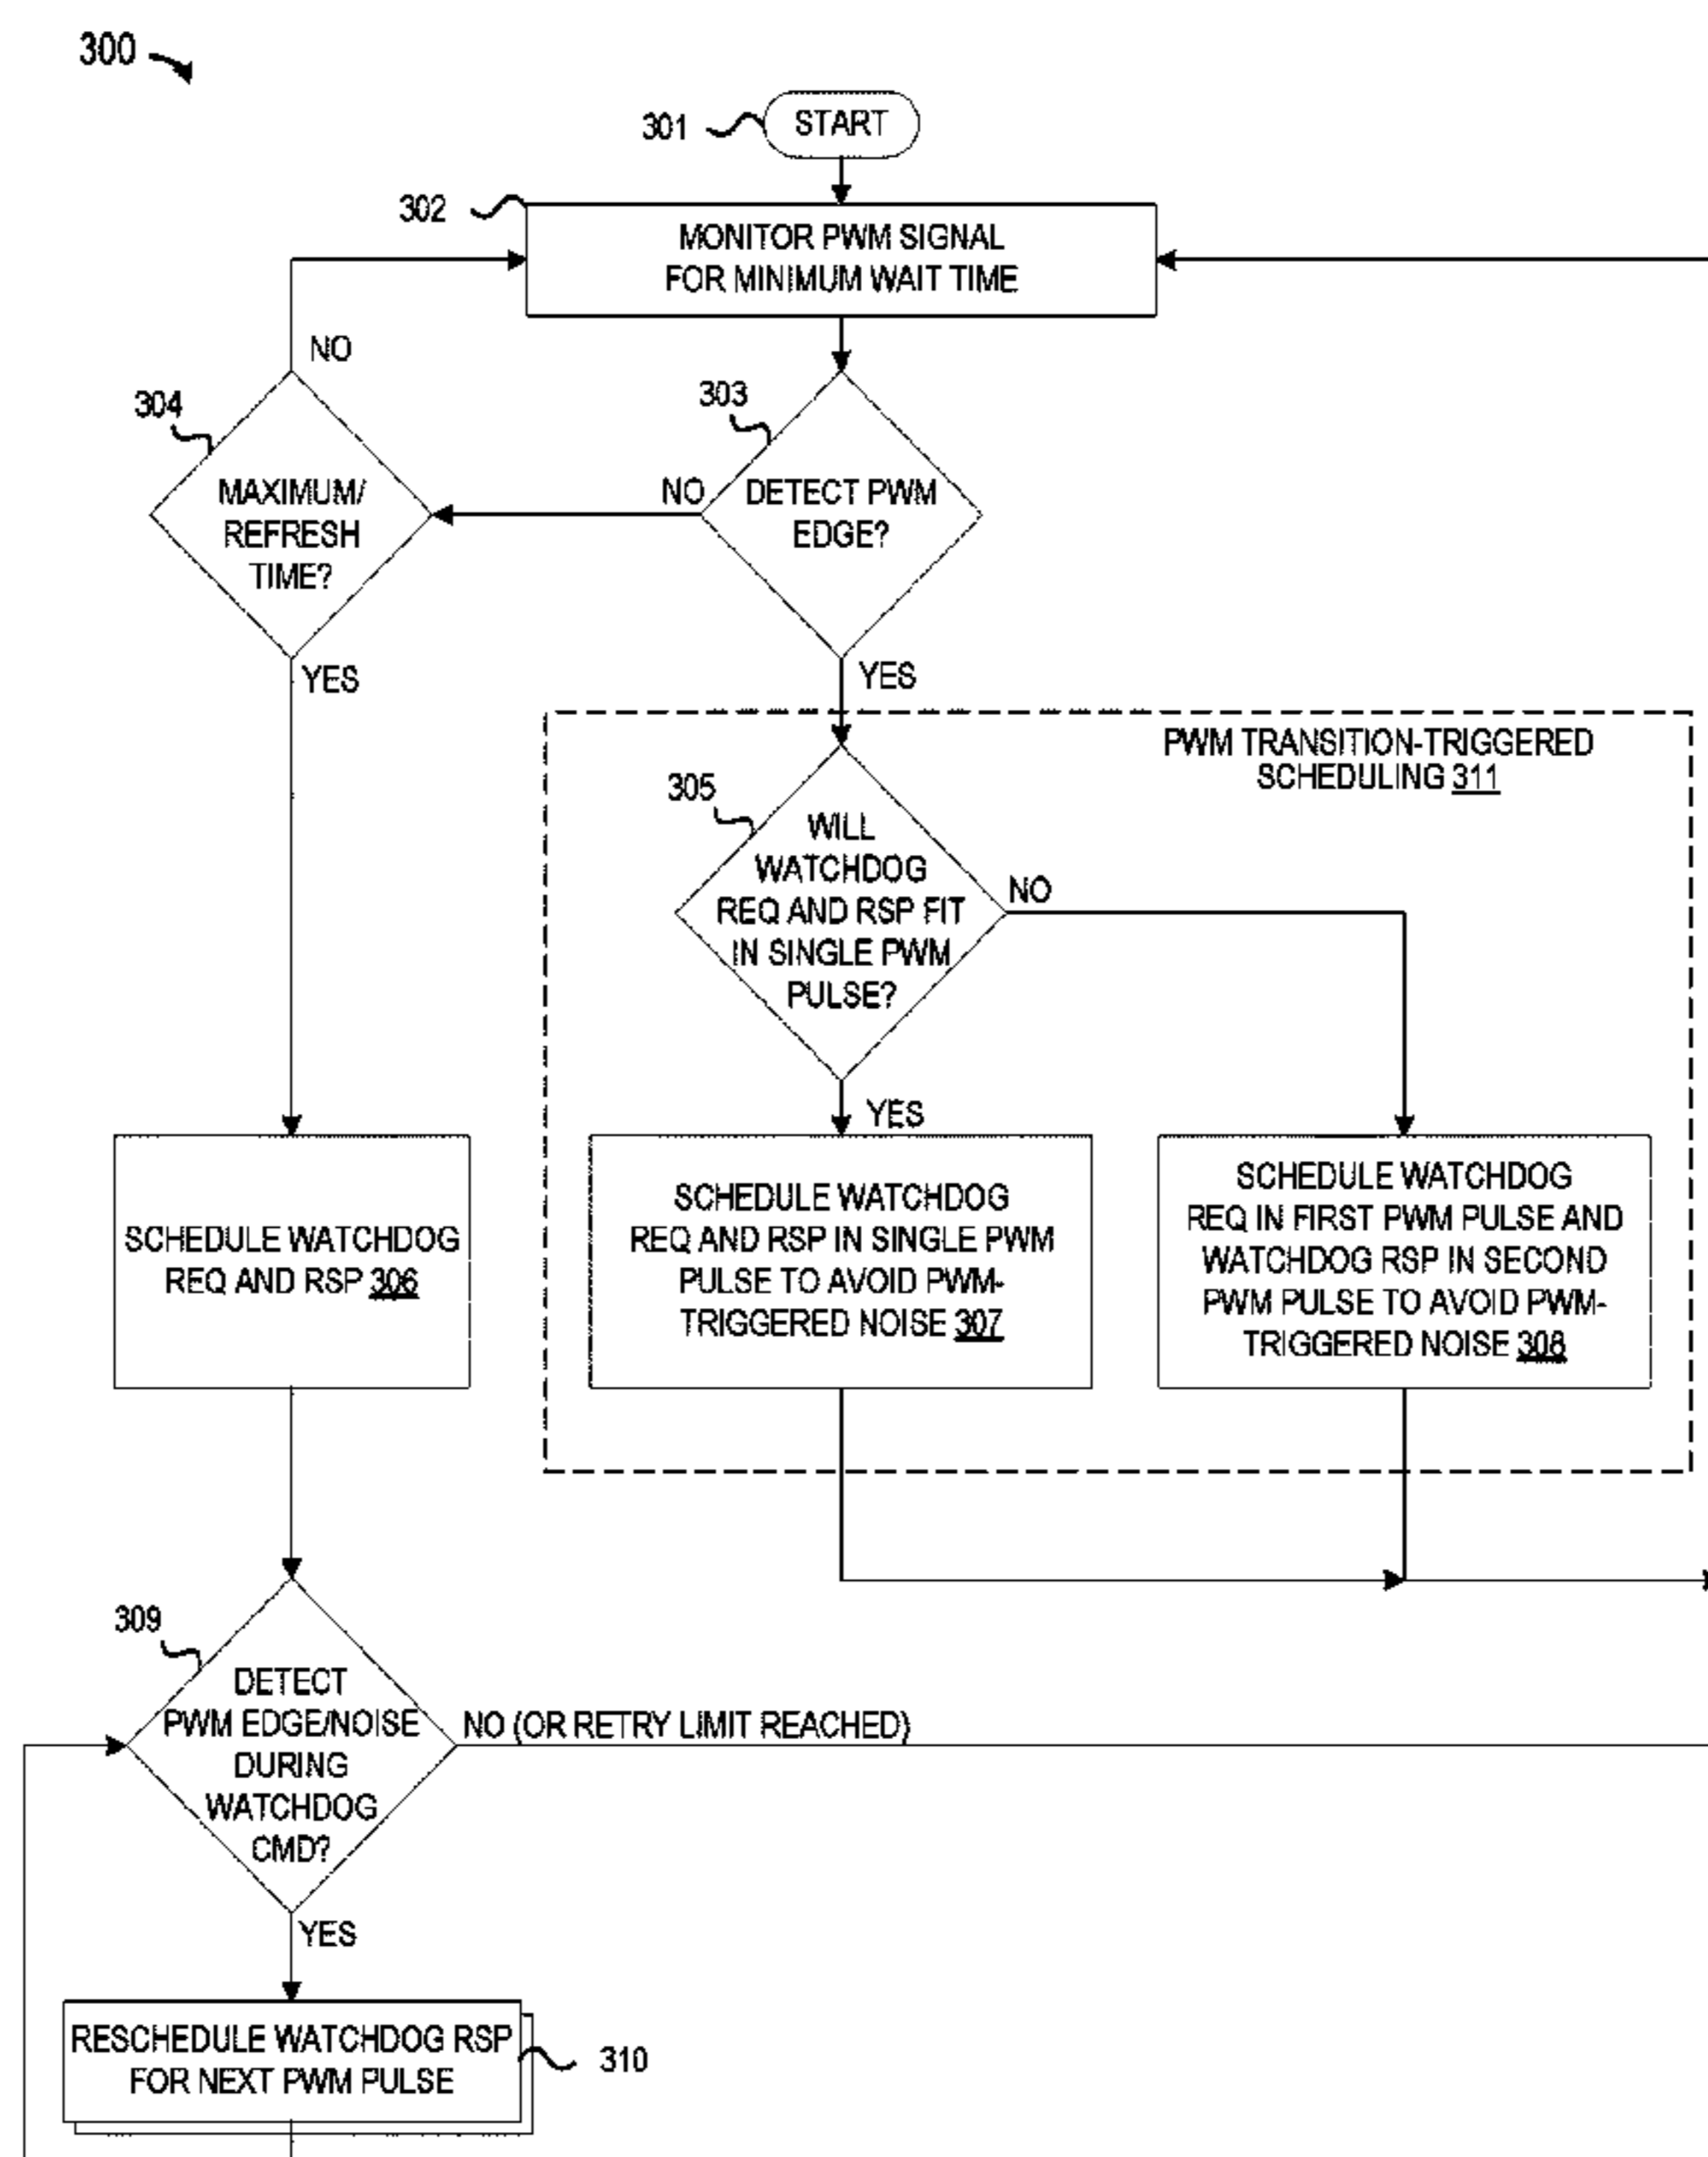 300
301
START
302
MONITOR PWM SIGNAL
FOR MINIMUM WAIT TIME
NO
304
MAXIMUM/
REFRESH
TIME?
YES
303
NO
DETECT PWM
EDGE?
YES
PWM TRANSITION-TRIGGERED
SCHEDULING 311
305
WILL
WATCHDOG
REQ AND RSP FIT
IN SINGLE PWM
PULSE?
NO
YES
SCHEDULE WATCHDOG
REQ AND RSP 306
SCHEDULE WATCHDOG
REQ AND RSP IN SINGLE PWM
PULSE TO AVOID PWM-
TRIGGERED NOISE 307
SCHEDULE WATCHDOG
REQ IN FIRST PWM PULSE AND
WATCHDOG RSP IN SECOND
PWM PULSE TO AVOID PWM-
TRIGGERED NOISE 308
309
DETECT
PWM EDGE/NOISE
DURING
WATCHDOG
CMD?
NO (OR RETRY LIMIT REACHED)
YES
RESCHEDULE WATCHDOG RSP
FOR NEXT PWM PULSE
310